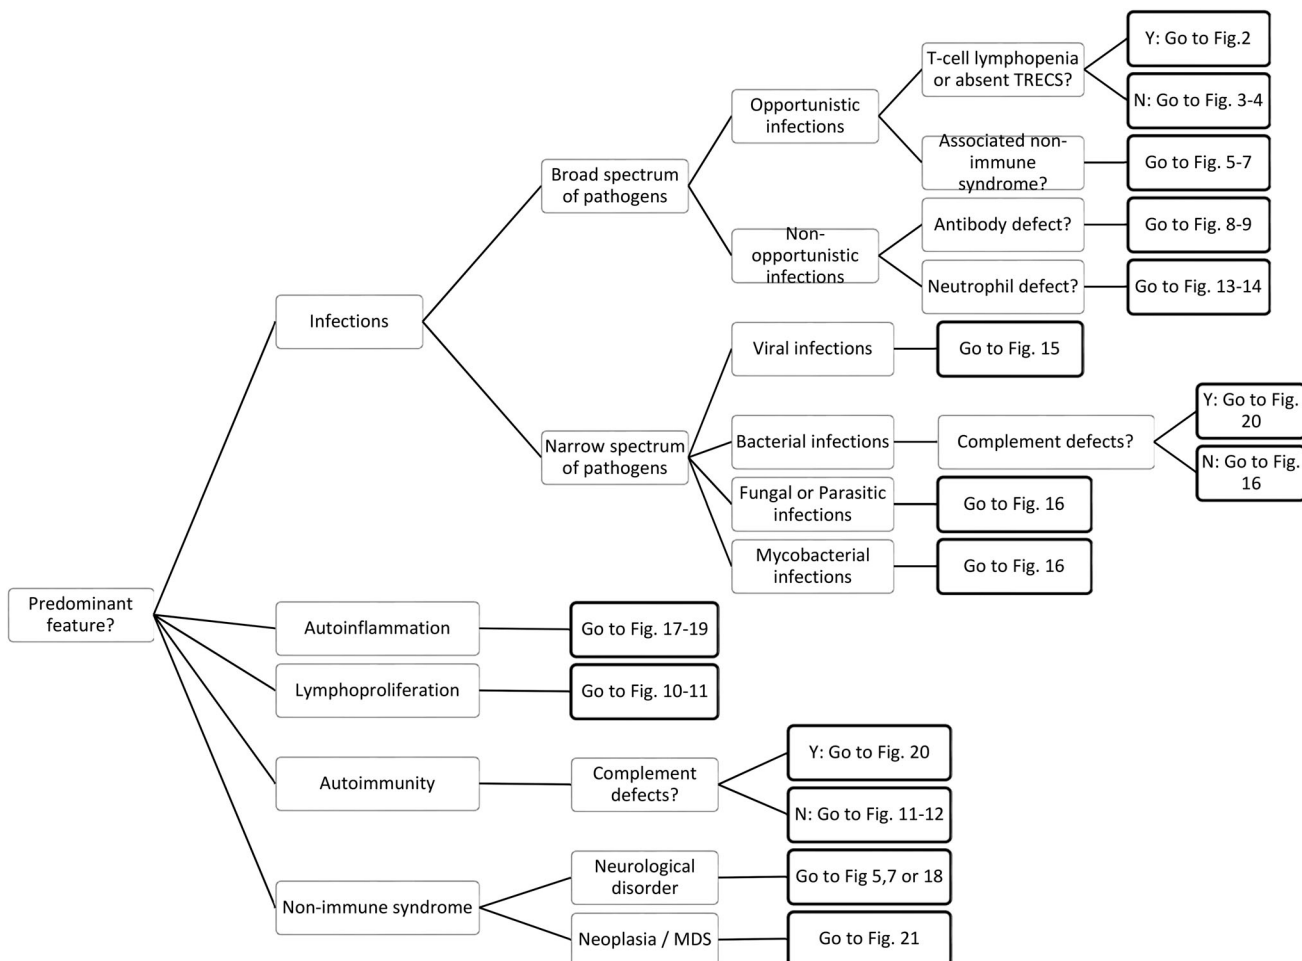 Y: Go to Fig.2
T-cell lymphopenia
or absent TRECS?
N: Go to Fig. 3-4
Opportunistic
infections
Associated non-
immune
syndrome?
Go to Fig. 5-7
Broad spectrum
of pathogens
Non-
opportunistic
infections
Antibody defect?
Go to Fig. 8-9
Neutrophil defect?
Go to Fig. 13-14
Infections
Viral infections
Go to Fig. 15
Narrow spectrum
of pathogens
Bacterial infections
Complement defects?
Y: Go to Fig.
20
N: Go to Fig.
16
Fungal or Parasitic
infections
Go to Fig. 16
Mycobacterial
infections
Go to Fig. 16
Predominant
feature?
Autoinflammation
Go to Fig. 17-19
Lymphoproliferation
Go to Fig. 10-11
Autoimmunity
Complement
defects?
Y: Go to Fig. 20
N: Go to Fig. 11-12
Non-immune syndrome
Neurological
disorder
Go to Fig 5,7 or 18
Neoplasia / MDS
Go to Fig. 21